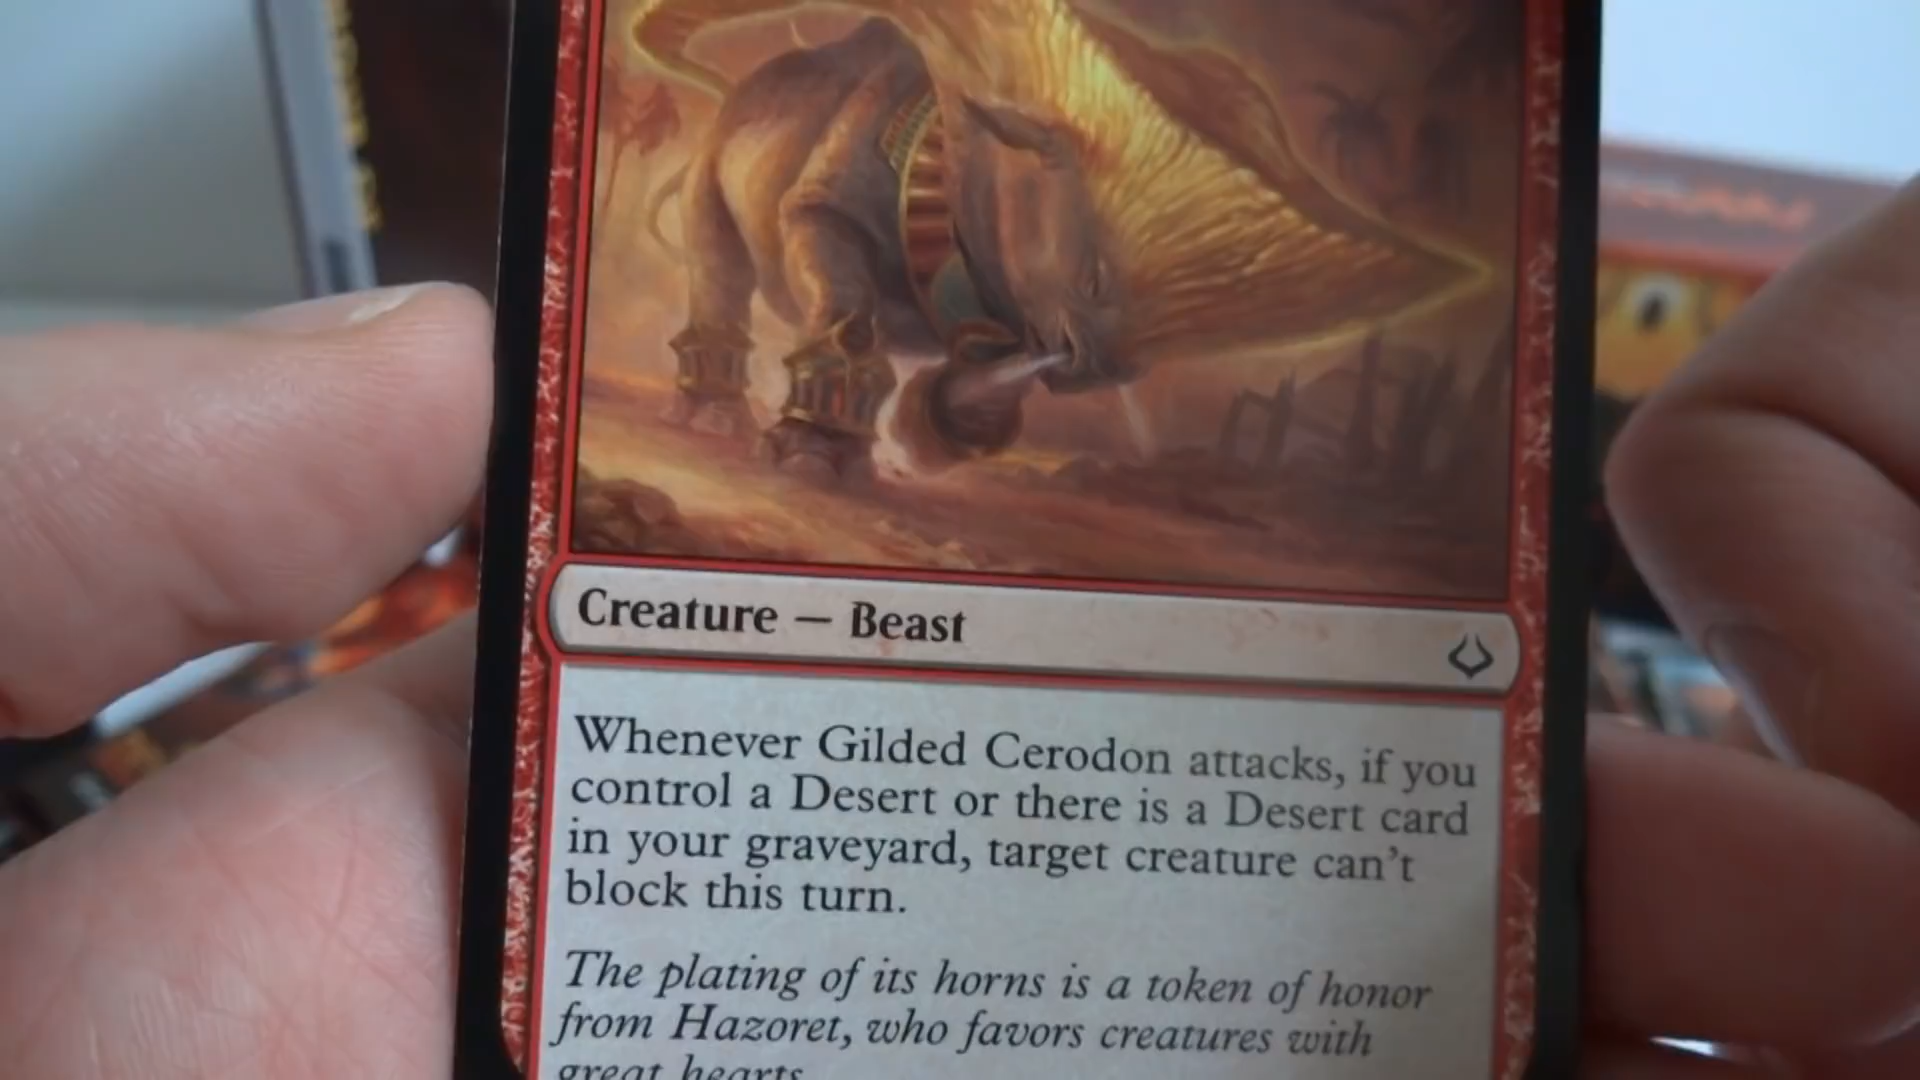 Creature — Beast
Whenever Gilded Cerodon attacks, if you
control a Desert or there is a Desert card
in your graveyard, target creature can't
block this turn.
The plating of its horns is a token of honor
from Hazoret, who favors creatures with
great hearts.